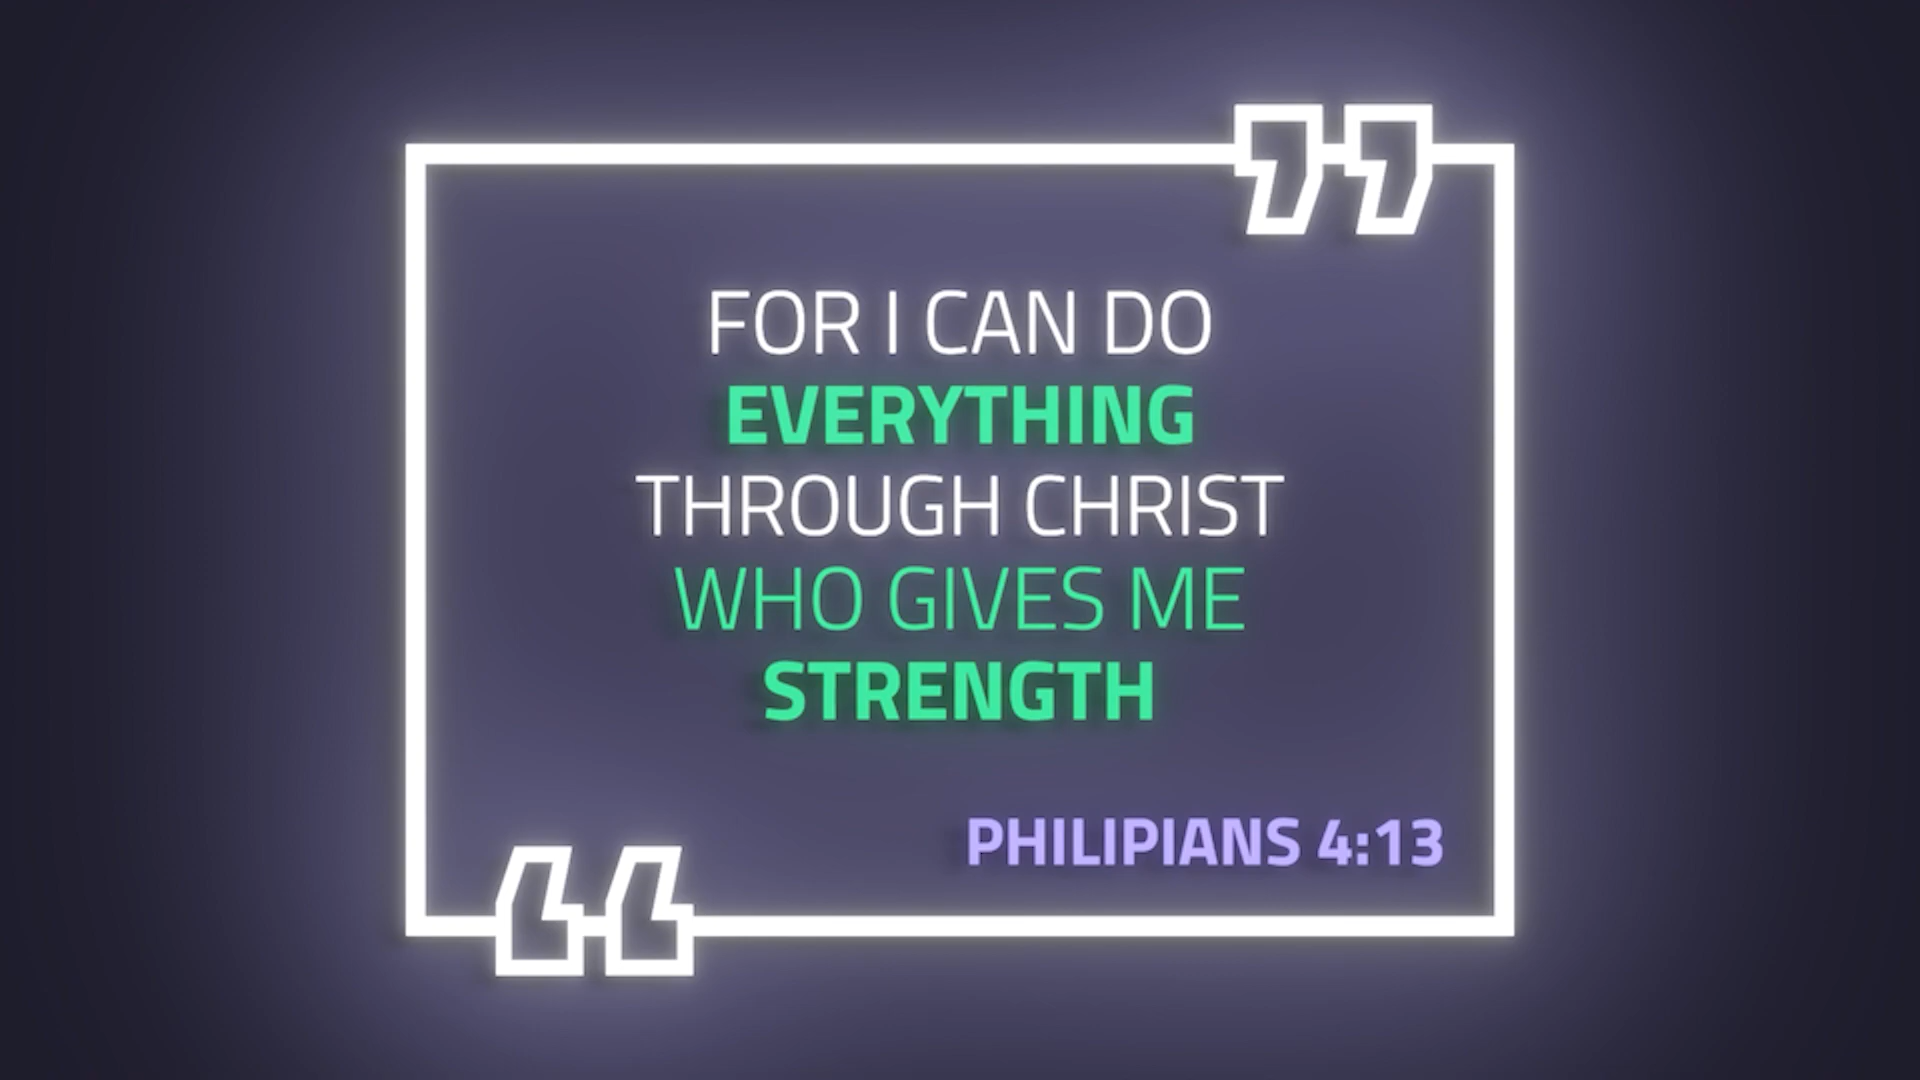 FOR I CAN DO
EVERYTHING
THROUGH CHRIST
WHO GIVES ME
STRENGTH
PHILIPIANS 4:13